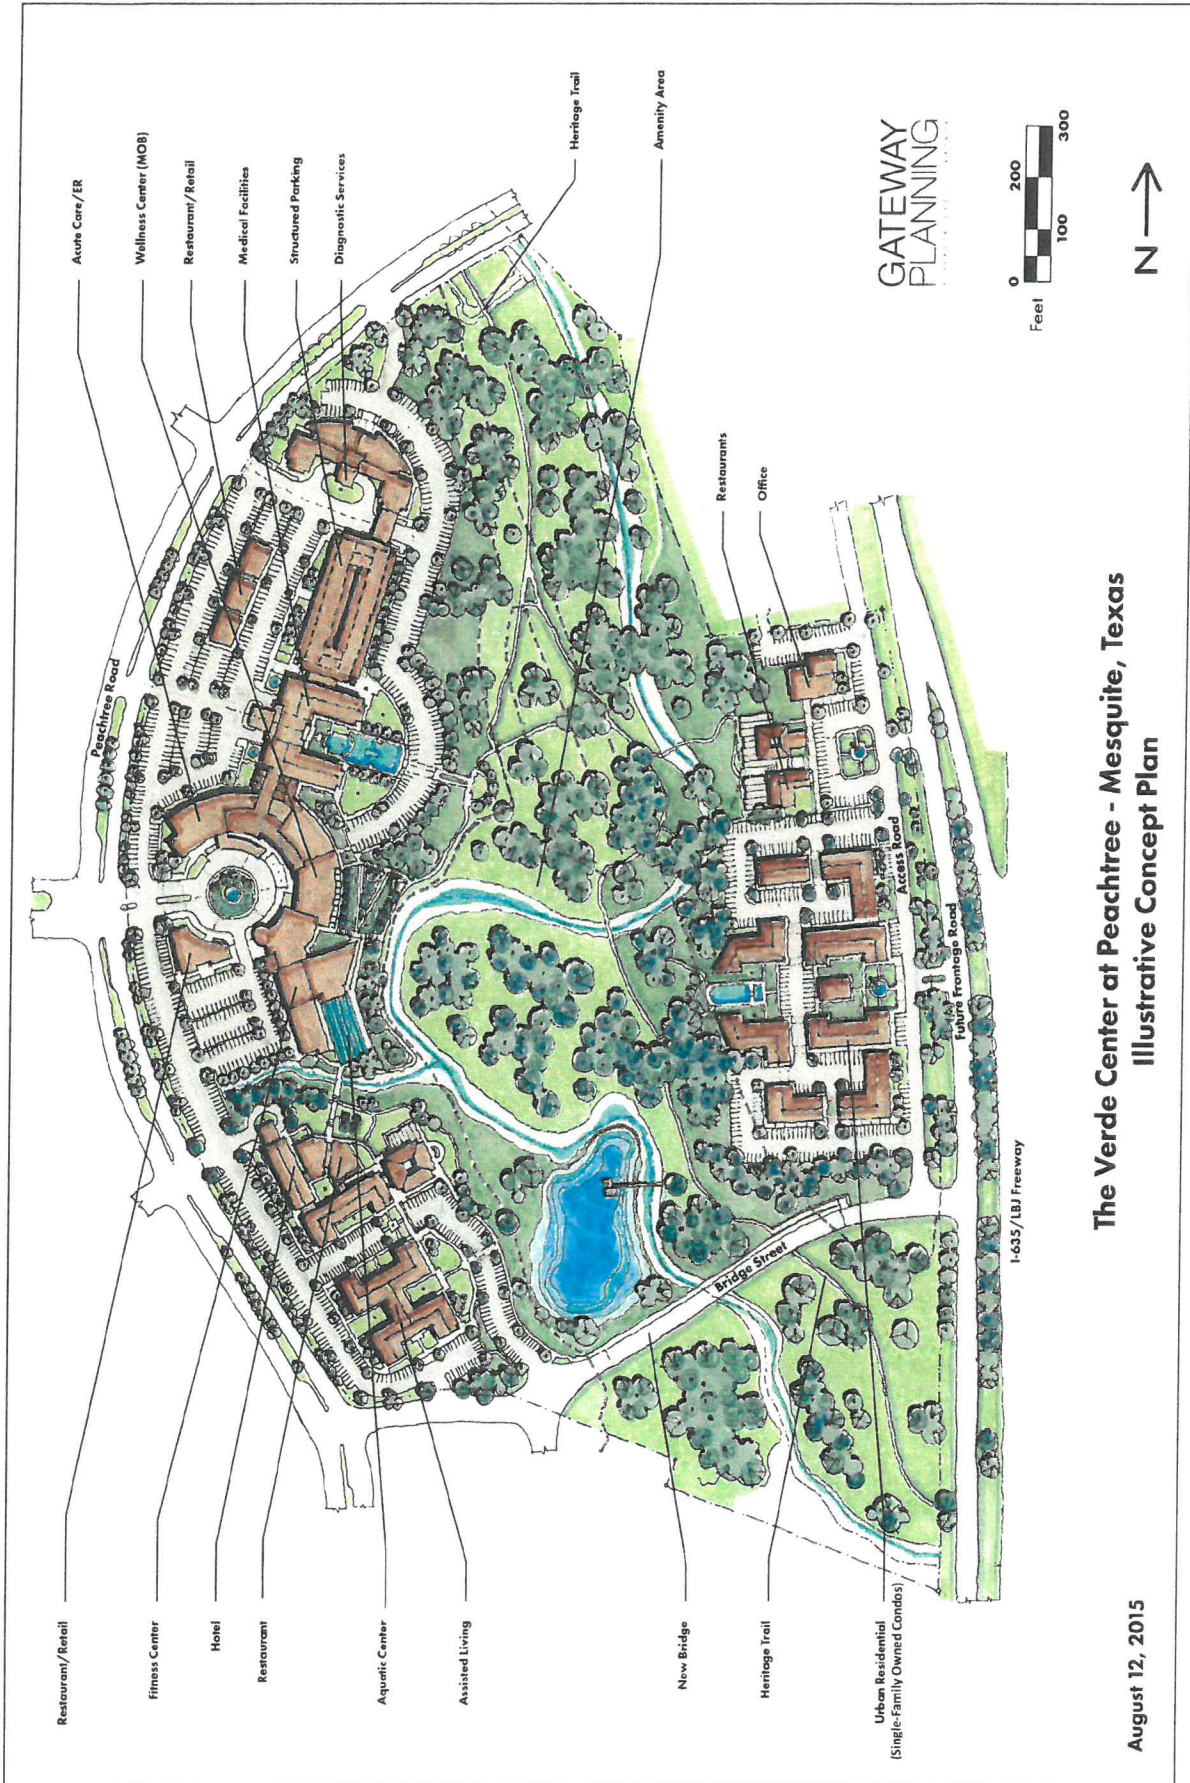 Acute Care/ER
Wellness Center (MOB)
Restaurant/Retail
Medical Facilities
Structured Parking
Diagnostic Services
Heritage Trail
Amenity Area
Restaurant/Retail
Fitness Center
Hotel
Restaurant
Aquatic Center
Assisted Living
New Bridge
Heritage Trail
Urban Residential
(Single-Family Owned Condos)
Restaurants
Office
Peachtree Road
Bridge Street
Access Road
Future Frontage Road
I-635/LBJ Freeway
GATEWAY
PLANNING
0 200
100 300
Feet
N
The Verde Center at Peachtree - Mesquite, Texas
Illustrative Concept Plan
August 12, 2015